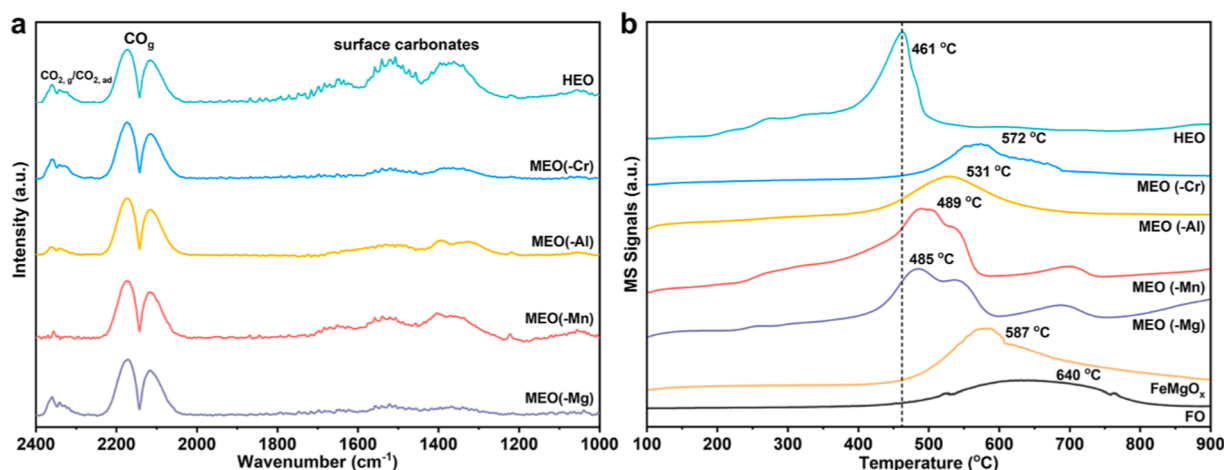 a
CO2, g/CO2, ad
COg
surface carbonates
HEO
MEO(-Cr)
MEO(-Al)
MEO(-Mn)
MEO(-Mg)
Intensity (a.u.)
2400 2200 2000 1800 1600 1400 1200 1000
Wavenumber (cm-1)
b
461 °C
HEO
572 °C
MEO (-Cr)
531 °C
MEO (-Al)
489 °C
MEO (-Mn)
485 °C
MEO (-Mg)
587 °C
FeMgOx
640 °C
FO
MS Signals (a.u.)
100 200 300 400 500 600 700 800 900
Temperature (°C)